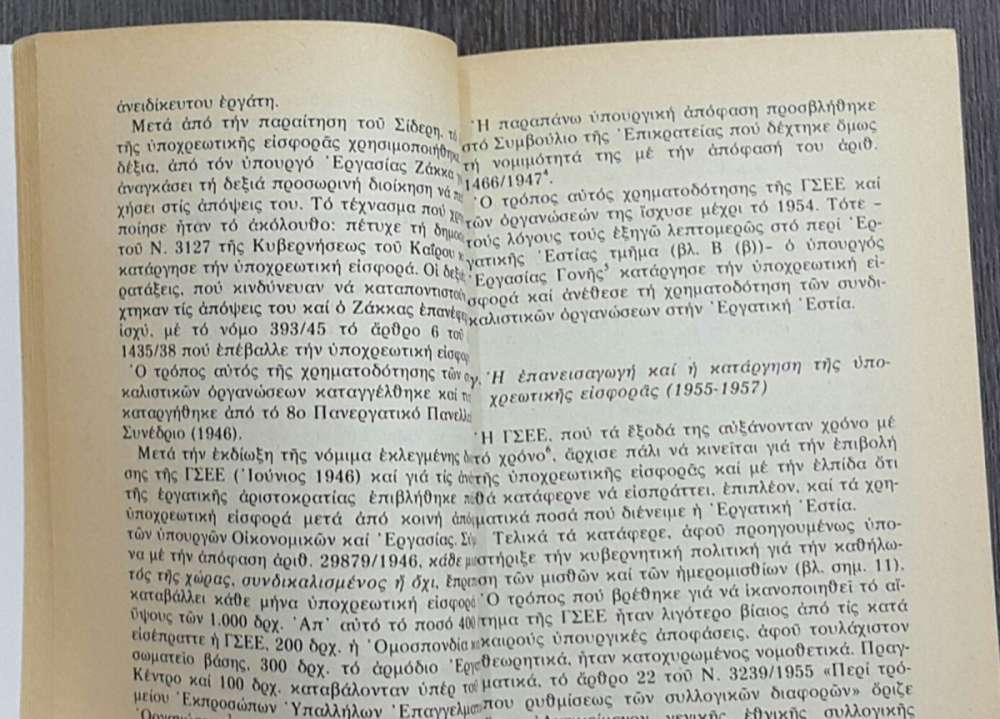 ἀνειδίκευτου ἐργάτη.
Μετά ἀπό τήν παραίτηση τοῦ Σίδερη,
τῆς ὑποχρεωτικῆς εἰσφορᾶς χρησιμοποιήθηκε
δέξια, ἀπό τόν ὑπουργό Ἐργασίας Ζάκκα
ἀναγκάσει τή δεξιά προσωρινή διοίκηση νά
χήσει στίς ἀπόψεις του. Τό τέχνασμα πού
ποίησε ἦταν τό ἀκόλουθο: πέτυχε τή
τοῦ Ν. 3127 τῆς Κυβερνήσεως τοῦ Καΐρου
κατάργησε τήν ὑποχρεωτική εἰσφορά. Οἱ
ρατάξεις, πού κινδύνευαν νά
χτηκαν τίς ἀπόψεις του καί ὁ Ζάκκας
ἰσχύ, μέ τό νόμο 393/45 τό ἄρθρο 6 τοῦ
1435/38 πού ἐπέβαλλε τήν ὑποχρεωτική
Ὁ τρόπος αὐτός τῆς χρηματοδότησης τῶν
καλιστικῶν ὀργανώσεων καταγγέλθηκε καί
καταργήθηκε ἀπό τό 8ο Πανεργατικό
Συνέδριο (1946).
Μετά τήν ἐκδίωξη τῆς νόμιμα ἐκλεγμένης
σης τῆς ΓΣΕΕ (Ἰούνιος 1946) καί γιά τίς
τῆς ἐργατικῆς ἀριστοκρατίας ἐπιβλήθηκε
ὑποχρεωτική εἰσφορά μετά ἀπό κοινή
τῶν ὑπουργῶν Οἰκονομικῶν καί Ἐργασίας.
να μέ τήν ἀπόφαση ἀριθ. 29879/1946, κάθε
τός τῆς χώρας, συνδικαλισμένος ἤ ὄχι,
καταβάλλει κάθε μήνα ὑποχρεωτική εἰσφορά
ὕψους τῶν 1.000 δρχ. Ἀπ' αὐτό τό ποσό 400
εἰσέπραττε ἡ ΓΣΕΕ, 200 δρχ. ἡ Ὁμοσπονδία
σωματεῖο βάσης, 300 δρχ. τό ἁρμόδιο
Κέντρο καί 100 δρχ. καταβάλονταν ὑπέρ τοῦ
μείου Ἐκπροσώπων Ὑπαλλήλων
Ἡ παραπάνω ὑπουργική ἀπόφαση προσβλήθηκε
στό Συμβούλιο τῆς Ἐπικρατείας πού δέχτηκε ὅμως
τή νομιμότητά της μέ τήν ἀπόφασή του ἀριθ.
1466/1947⁴.
Ὁ τρόπος αὐτός χρηματοδότησης τῆς ΓΣΕΕ καί
τῶν ὀργανώσεών της ἴσχυσε μέχρι τό 1954. Τότε -
τούς λόγους τούς ἐξηγῶ λεπτομερῶς στό περί Ἐρ-
γατικῆς Ἑστίας τμῆμα (βλ. Β (β))- ὁ ὑπουργός
Ἐργασίας Γονῆς⁵ κατάργησε τήν ὑποχρεωτική εἰ-
σφορά καί ἀνέθεσε τή χρηματοδότηση τῶν συνδι-
καλιστικῶν ὀργανώσεων στήν Ἐργατική Ἑστία.
γ. Ἡ ἐπανεισαγωγή καί ἡ κατάργηση τῆς ὑπο-
χρεωτικῆς εἰσφορᾶς (1955-1957)
Ἡ ΓΣΕΕ, πού τά ἔξοδά της αὐξάνονταν χρόνο μέ
τό χρόνο⁶, ἄρχισε πάλι νά κινεῖται γιά τήν ἐπιβολή
τῆς ὑποχρεωτικῆς εἰσφορᾶς καί μέ τήν ἐλπίδα ὅτι
θά κατάφερνε νά εἰσπράττει, ἐπιπλέον, καί τά χρη-
ματικά ποσά πού διένειμε ἡ Ἐργατική Ἑστία.
Τελικά τά κατάφερε, ἀφοῦ προηγουμένως ὑπο-
στήριξε τήν κυβερνητική πολιτική γιά τήν καθήλω-
ση τῶν μισθῶν καί τῶν ἡμερομισθίων (βλ. σημ. 11).
Ὁ τρόπος πού βρέθηκε γιά νά ἱκανοποιηθεῖ τό αἴ-
τημα τῆς ΓΣΕΕ ἦταν λιγότερο βίαιος ἀπό τίς κατά
καιρούς ὑπουργικές ἀποφάσεις, ἀφοῦ τουλάχιστον
θεωρητικά, ἦταν κατοχυρωμένος νομοθετικά. Πραγ-
ματικά, τό ἄρθρο 22 τοῦ Ν. 3239/1955 «Περί τρό-
που ρυθμίσεως τῶν συλλογικῶν διαφορῶν» ὅριζε
γενικῆς ἐθνικῆς συλλογικῆς